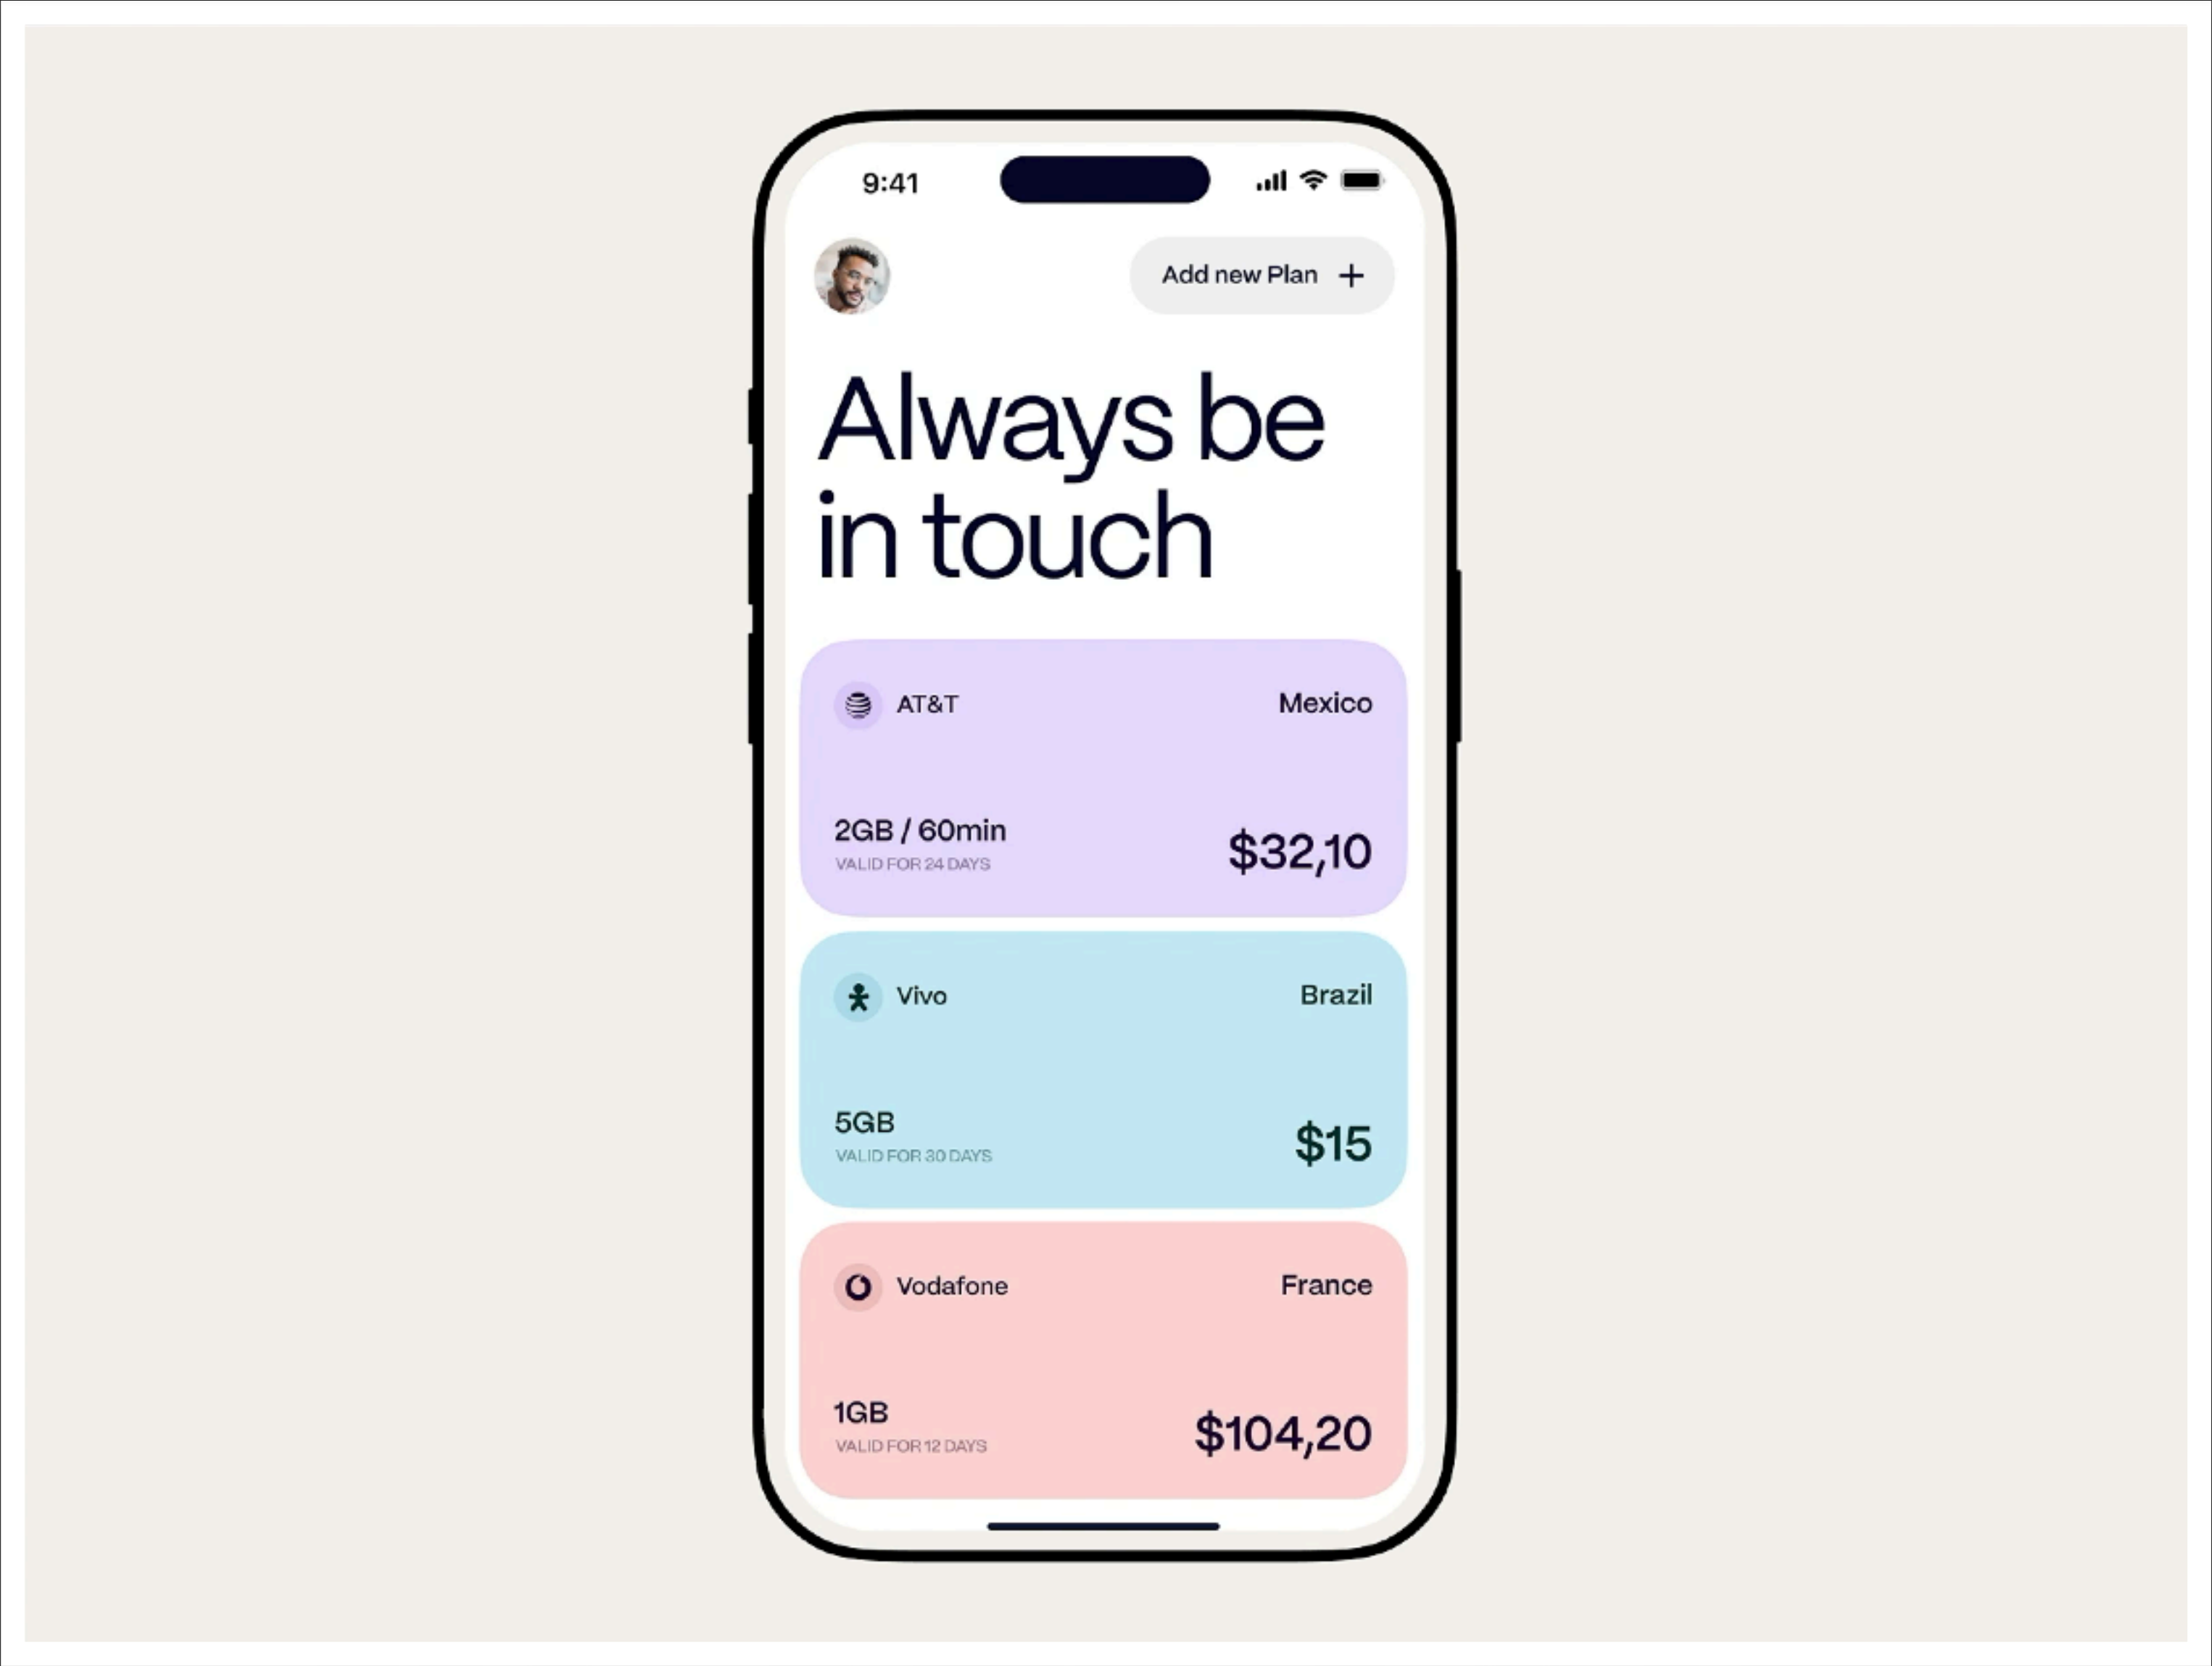 9:41
Add new Plan +
Always be
in touch
AT&T
Mexico
2GB / 60min
VALID FOR 24 DAYS
$32,10
Vivo
Brazil
5GB
VALID FOR 30 DAYS
$15
Vodafone
France
1GB
VALID FOR 12 DAYS
$104,20